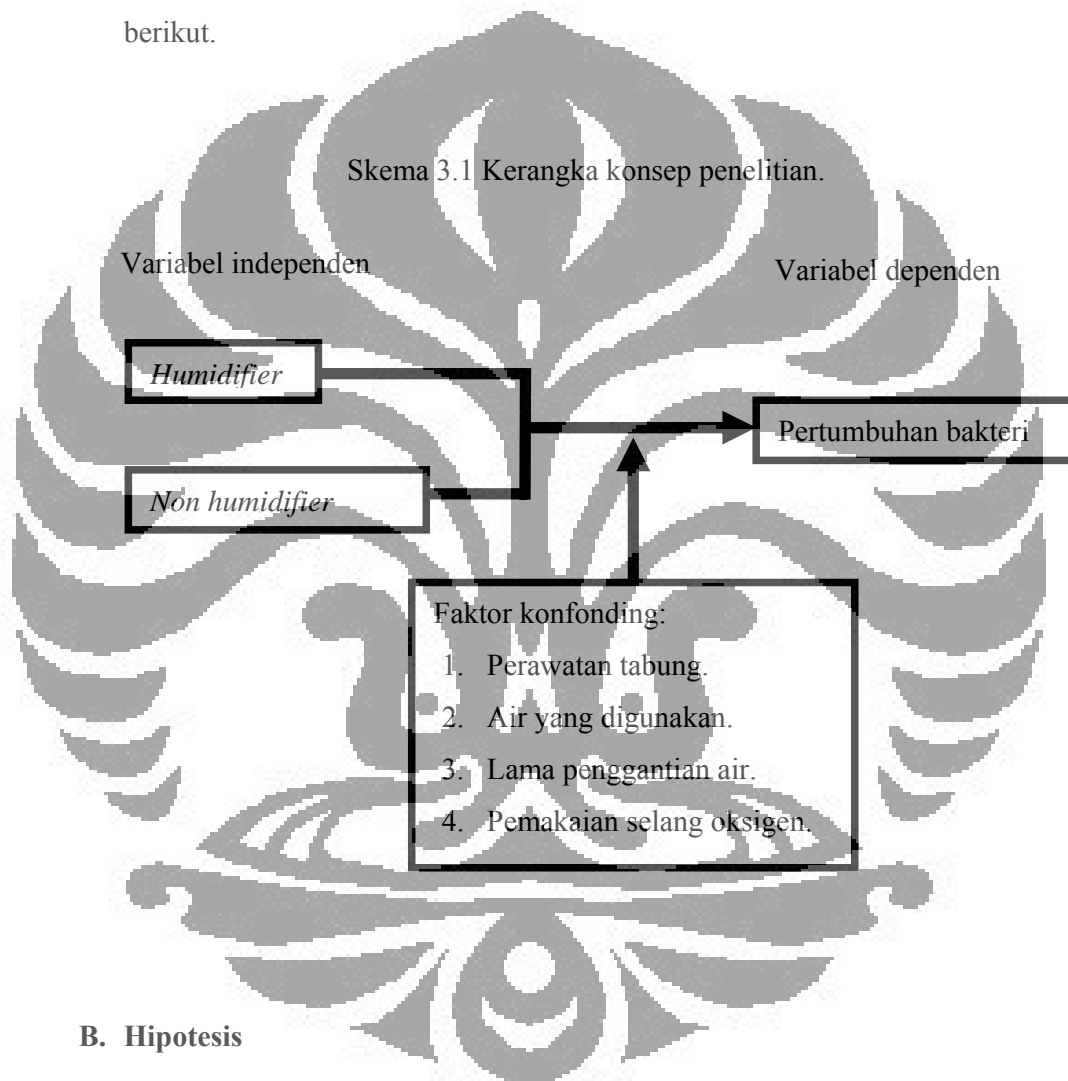 berikut.
Skema 3.1 Kerangka konsep penelitian.
Variabel independen
Variabel dependen
Humidifier
Pertumbuhan bakteri
Non humidifier
Faktor konfonding:
1. Perawatan tabung.
2. Air yang digunakan.
3. Lama penggantian air.
4. Pemakaian selang oksigen.
B. Hipotesis